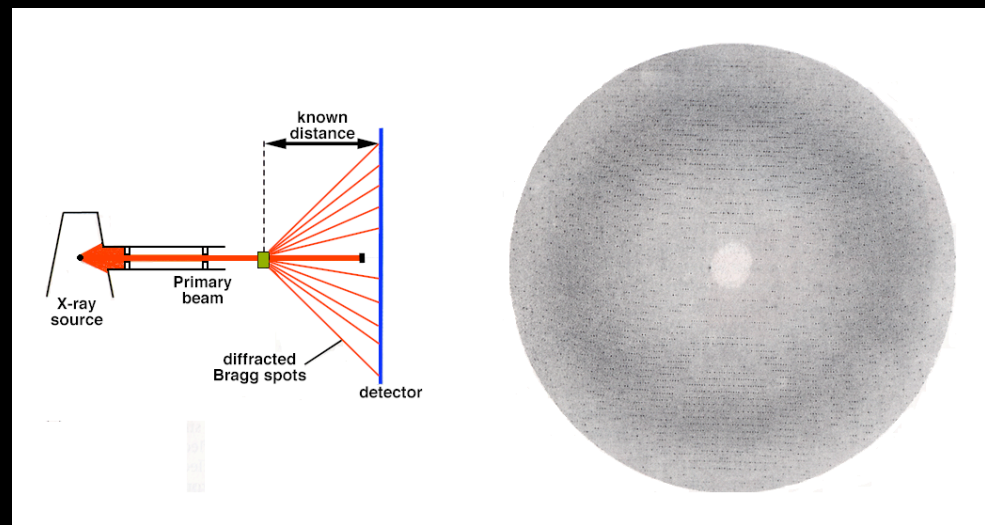 known
distance
Primary
beam
X-ray
source
diffracted
Bragg spots
detector